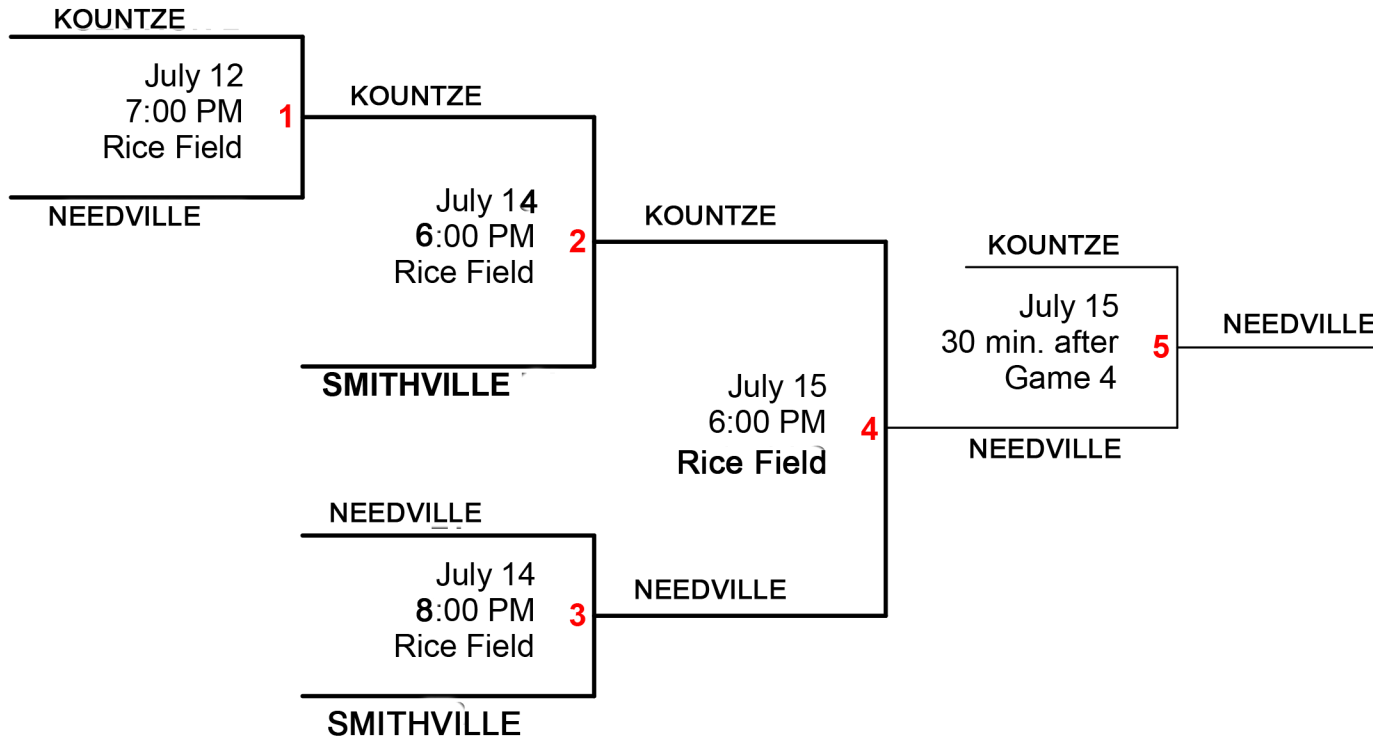 KOUNTZE
July 12
7:00 PM
1
Rice Field
NEEDVILLE
KOUNTZE
July 14
6:00 PM
2
Rice Field
SMITHVILLE
KOUNTZE
NEEDVILLE
July 14
8:00 PM
3
Rice Field
SMITHVILLE
NEEDVILLE
July 15
6:00 PM
4
Rice Field
KOUNTZE
July 15
30 min. after
5
Game 4
NEEDVILLE
NEEDVILLE